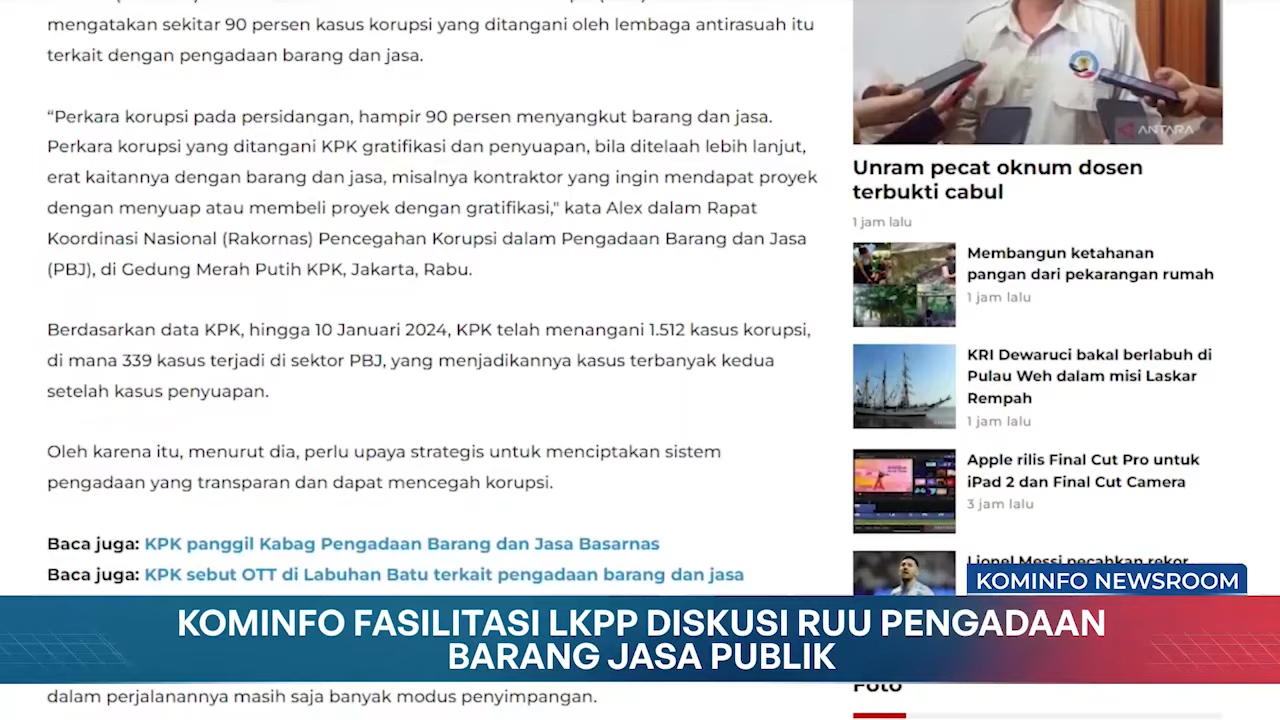 mengatakan sekitar 90 persen kasus korupsi yang ditangani oleh lembaga antirasuah itu
terkait dengan pengadaan barang dan jasa.
“Perkara korupsi pada persidangan, hampir 90 persen menyangkut barang dan jasa.
Perkara korupsi yang ditangani KPK gratifikasi dan penyuapan, bila ditelaah lebih lanjut,
erat kaitannya dengan barang dan jasa, misalnya kontraktor yang ingin mendapat proyek
dengan menyuap atau membeli proyek dengan gratifikasi," kata Alex dalam Rapat
Koordinasi Nasional (Rakornas) Pencegahan Korupsi dalam Pengadaan Barang dan Jasa
(PBJ), di Gedung Merah Putih KPK, Jakarta, Rabu.
Berdasarkan data KPK, hingga 10 Januari 2024, KPK telah menangani 1.512 kasus korupsi,
di mana 339 kasus terjadi di sektor PBJ, yang menjadikannya kasus terbanyak kedua
setelah kasus penyuapan.
Oleh karena itu, menurut dia, perlu upaya strategis untuk menciptakan sistem
pengadaan yang transparan dan dapat mencegah korupsi.
Baca juga: KPK panggil Kabag Pengadaan Barang dan Jasa Basarnas
Baca juga: KPK sebut OTT di Labuhan Batu terkait pengadaan barang dan jasa
dalam perjalanannya masih saja banyak modus penyimpangan.
ANTARA
Unram pecat oknum dosen
terbukti cabul
1 jam lalu
Membangun ketahanan
pangan dari pekarangan rumah
1 jam lalu
KRI Dewaruci bakal berlabuh di
Pulau Weh dalam misi Laskar
Rempah
1 jam lalu
Apple rilis Final Cut Pro untuk
iPad 2 dan Final Cut Camera
3 jam lalu
Lionel Messi pecahkan rekor
KOMINFO NEWSROOM
KOMINFO FASILITASI LKPP DISKUSI RUU PENGADAAN
BARANG JASA PUBLIK
Foto